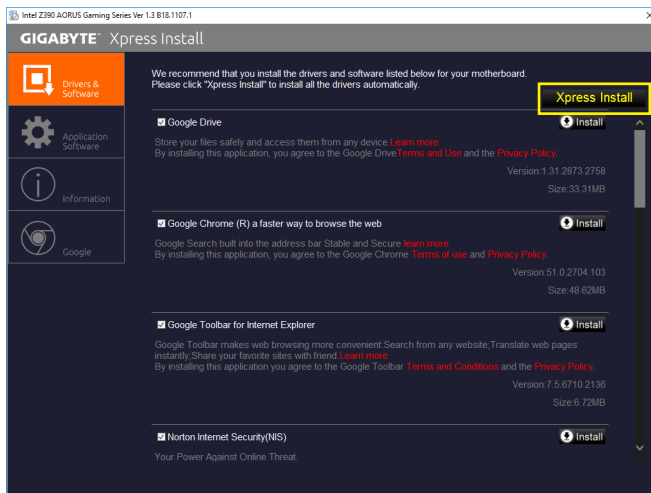 Intel Z390 AORUS Gaming Series Ver 1.3 B18.1107.1
GIGABYTE™ Xpress Install
Drivers &
Software
Application
Software
Information
Google
We recommend that you install the drivers and software listed below for your motherboard.
Please click "Xpress Install" to install all the drivers automatically.
Xpress Install
Google Drive
Install
Store your files safely and access them from any device.Learn more
By installing this application, you agree to the Google DriveTerms and Use and the Privacy Policy.
Version:1.31.2873.2758
Size:33.31MB
Google Chrome (R) a faster way to browse the web
Install
Google Search built into the address bar Stable and Secure learn more
By installing this application, you agree to the Google Chrome Terms of use and Privacy Policy.
Version:51.0.2704.103
Size:48.62MB
Google Toolbar for Internet Explorer
Install
Google Toolbar makes web browsing more convenient:Search from any website;Translate web pages
instantly;Share your favorite sites with friend.Learn more
By installing this application you agree to the Google Toolbar Terms and Conditions and the Privacy Policy.
Version:7.5.6710.2136
Size:6.72MB
Norton Internet Security(NIS)
Install
Your Power Against Online Threat.